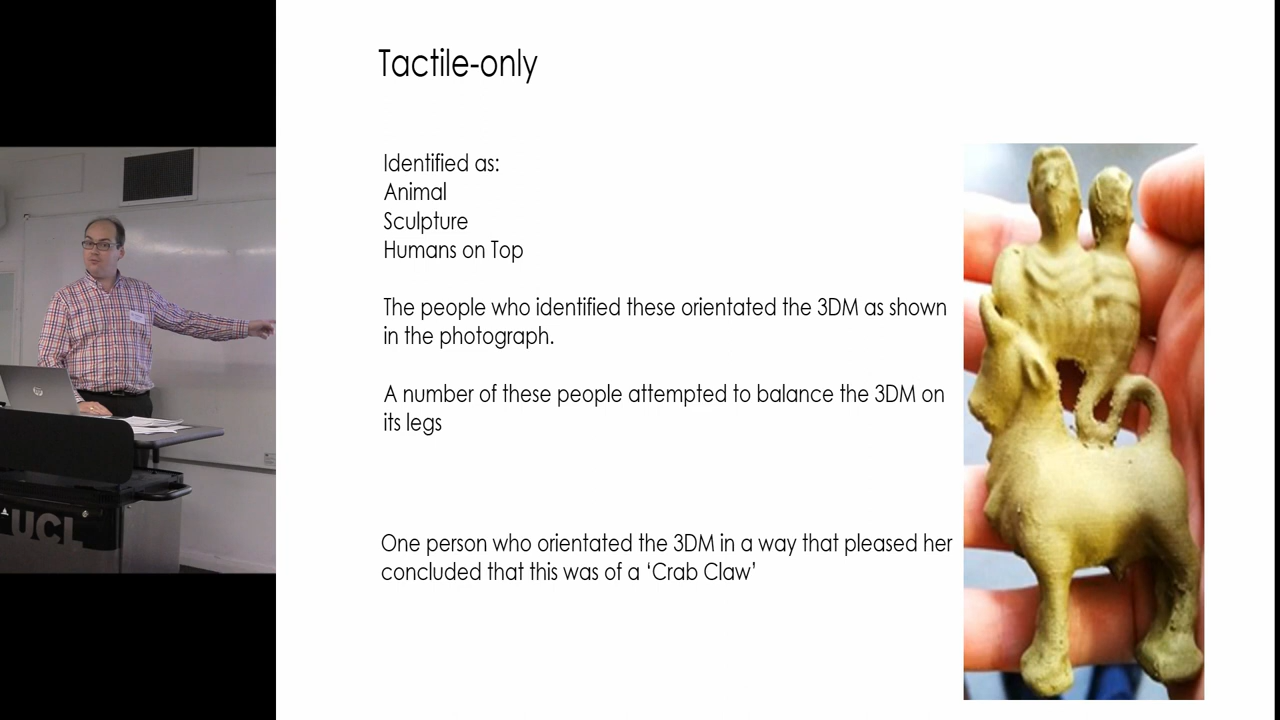 Tactile-only
Identified as:
Animal
Sculpture
Humans on Top
The people who identified these orientated the 3DM as shown
in the photograph.
A number of these people attempted to balance the 3DM on
its legs
One person who orientated the 3DM in a way that pleased her
concluded that this was of a ‘Crab Claw’
UCL
hp